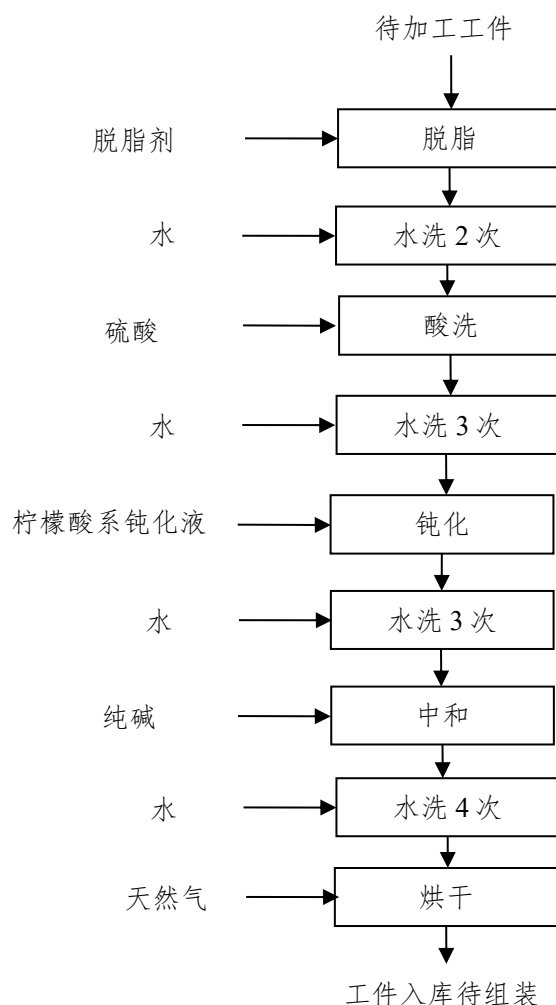 待加工工件
脱脂剂
脱脂
水
水洗2次
硫酸
酸洗
水
水洗3次
柠檬酸系钝化液
钝化
水
水洗3次
纯碱
中和
水
水洗4次
天然气
烘干
工件入库待组装